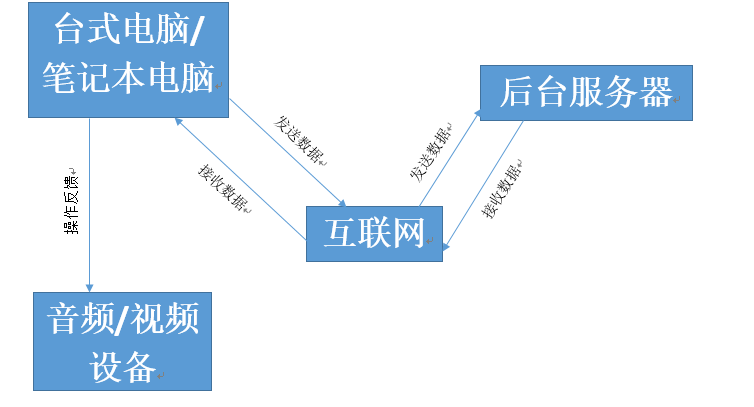 台式电脑/
笔记本电脑
后台服务器
发送数据
发送数据
接收数据
接收数据
操作反馈
互联网
音频/视频
设备